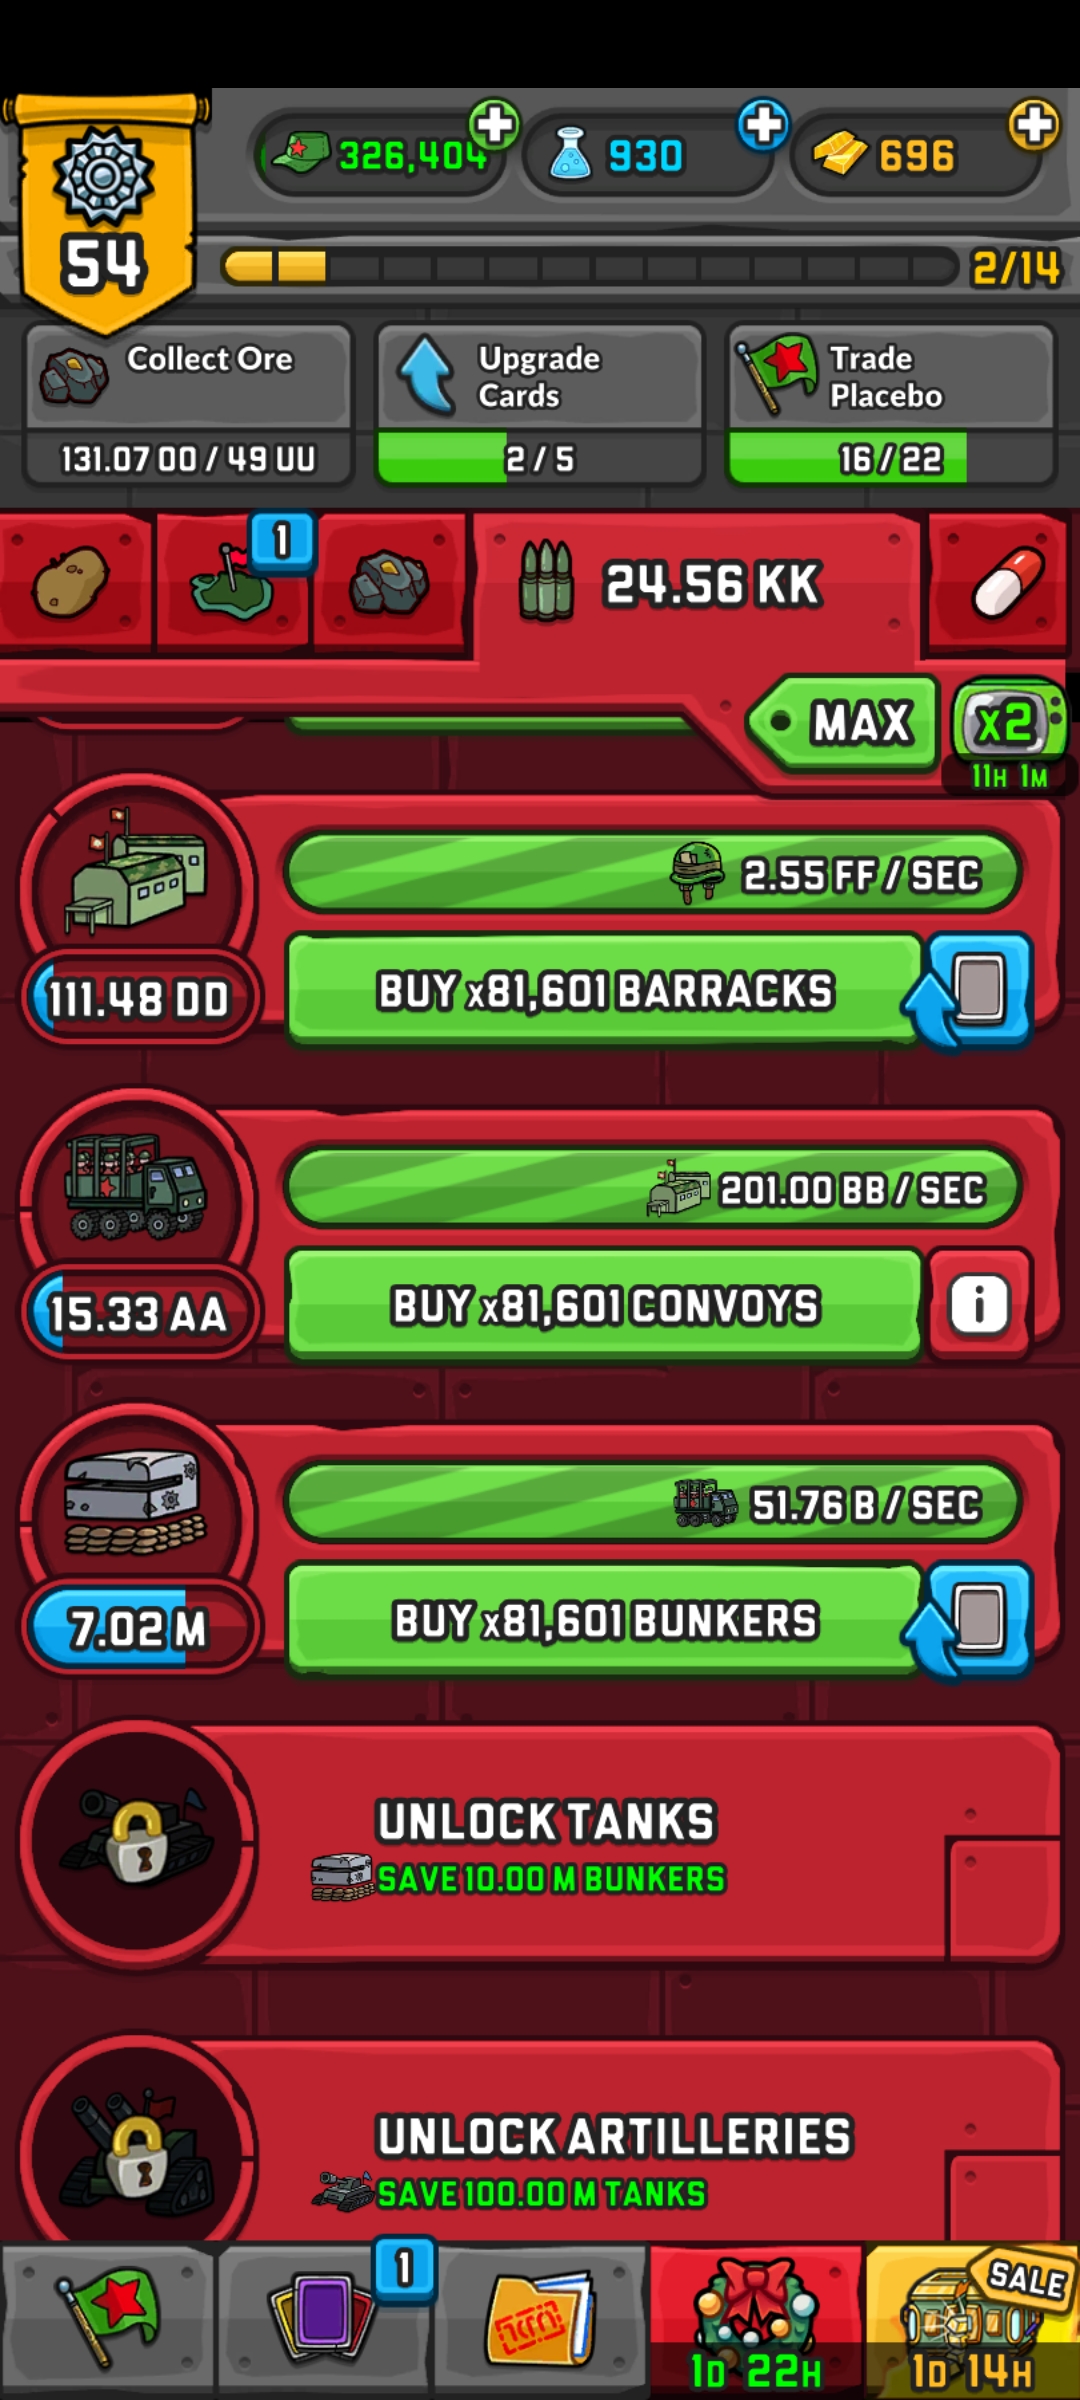 326,404
930
696
54
2/14
Collect Ore
131.07 OO / 49 UU
Upgrade
Cards
2 / 5
Trade
Placebo
16 / 22
1
24.56 KK
MAX
x2
11H 1M
2.55 FF / SEC
111.48 DD
BUY x81,601 BARRACKS
201.00 BB / SEC
15.33 AA
BUY x81,601 CONVOYS
i
51.76 B / SEC
7.02 M
BUY x81,601 BUNKERS
UNLOCK TANKS
SAVE 10.00 M BUNKERS
UNLOCK ARTILLERIES
SAVE 100.00 M TANKS
1
SALE
1D 22H
1D 14H